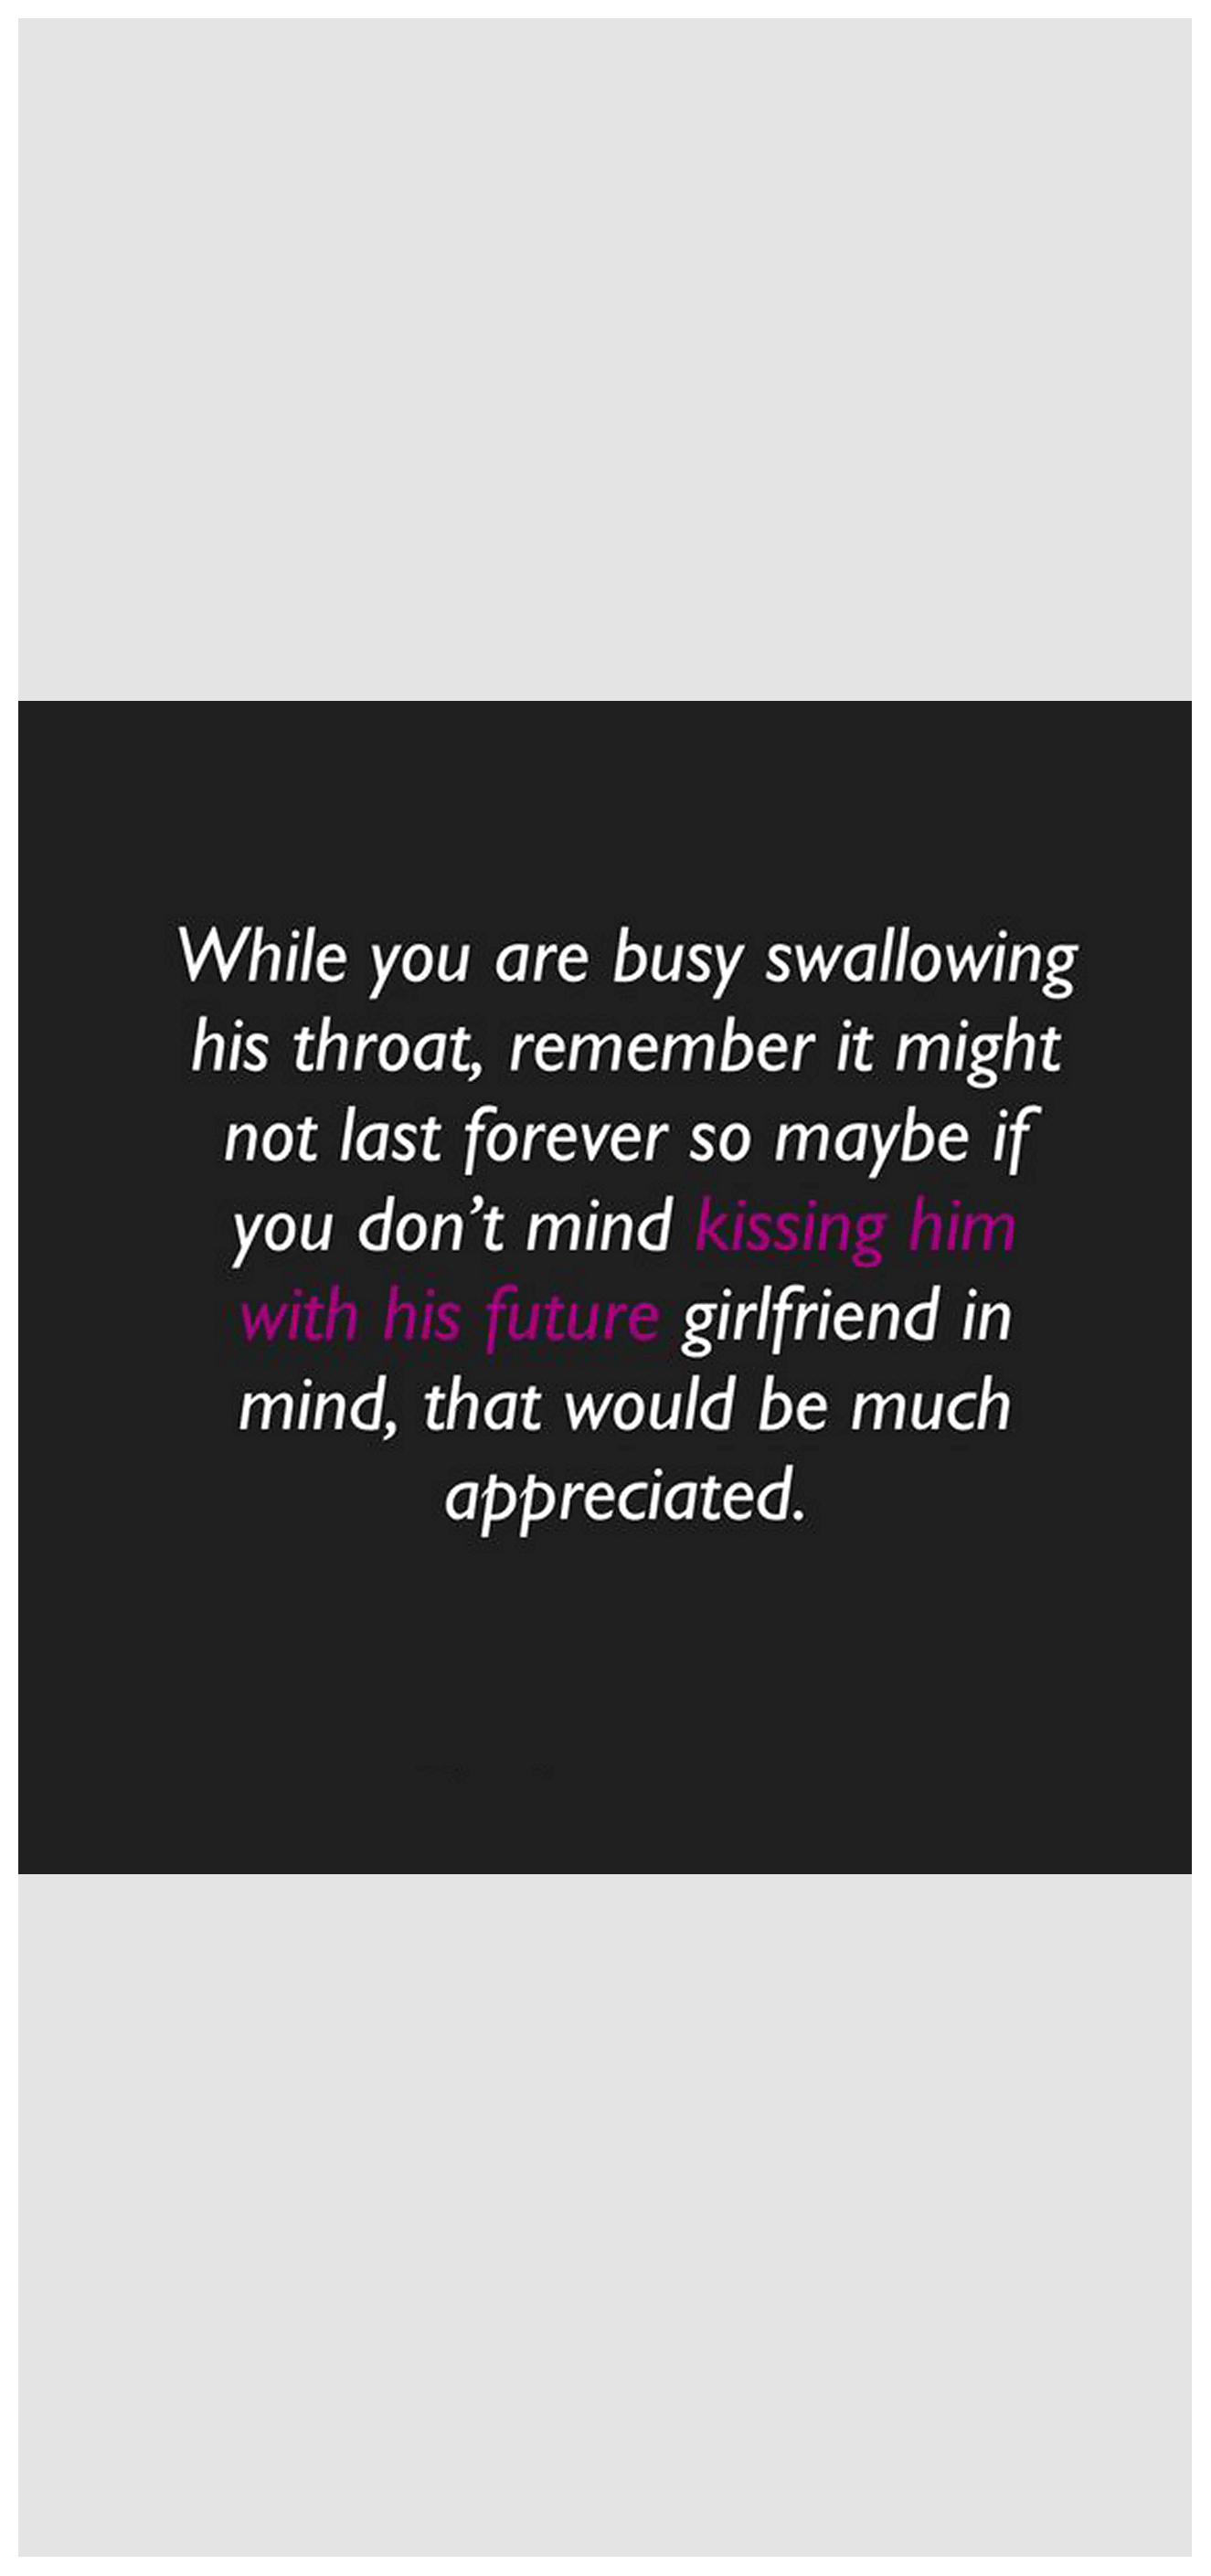 While you are busy swallowing
his throat, remember it might
not last forever so maybe if
you don’t mind kissing him
with his future girlfriend in
mind, that would be much
appreciated.